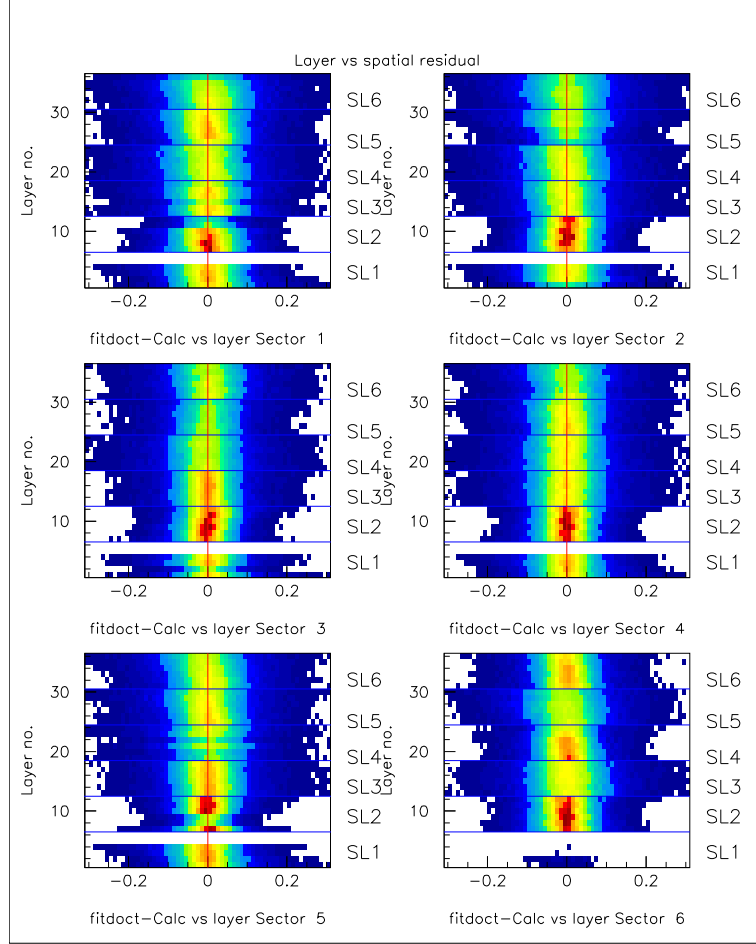 Layer vs spatial residual
Layer no.
30
20
10
SL6
SL5
SL4
SL3
SL2
SL1
−0.2 0 0.2
fitdoct−Calc vs layer Sector 1
Layer no.
30
20
10
SL6
SL5
SL4
SL3
SL2
SL1
−0.2 0 0.2
fitdoct−Calc vs layer Sector 2
Layer no.
30
20
10
SL6
SL5
SL4
SL3
SL2
SL1
−0.2 0 0.2
fitdoct−Calc vs layer Sector 3
Layer no.
30
20
10
SL6
SL5
SL4
SL3
SL2
SL1
−0.2 0 0.2
fitdoct−Calc vs layer Sector 4
Layer no.
30
20
10
SL6
SL5
SL4
SL3
SL2
SL1
−0.2 0 0.2
fitdoct−Calc vs layer Sector 5
Layer no.
30
20
10
SL6
SL5
SL4
SL3
SL2
SL1
−0.2 0 0.2
fitdoct−Calc vs layer Sector 6